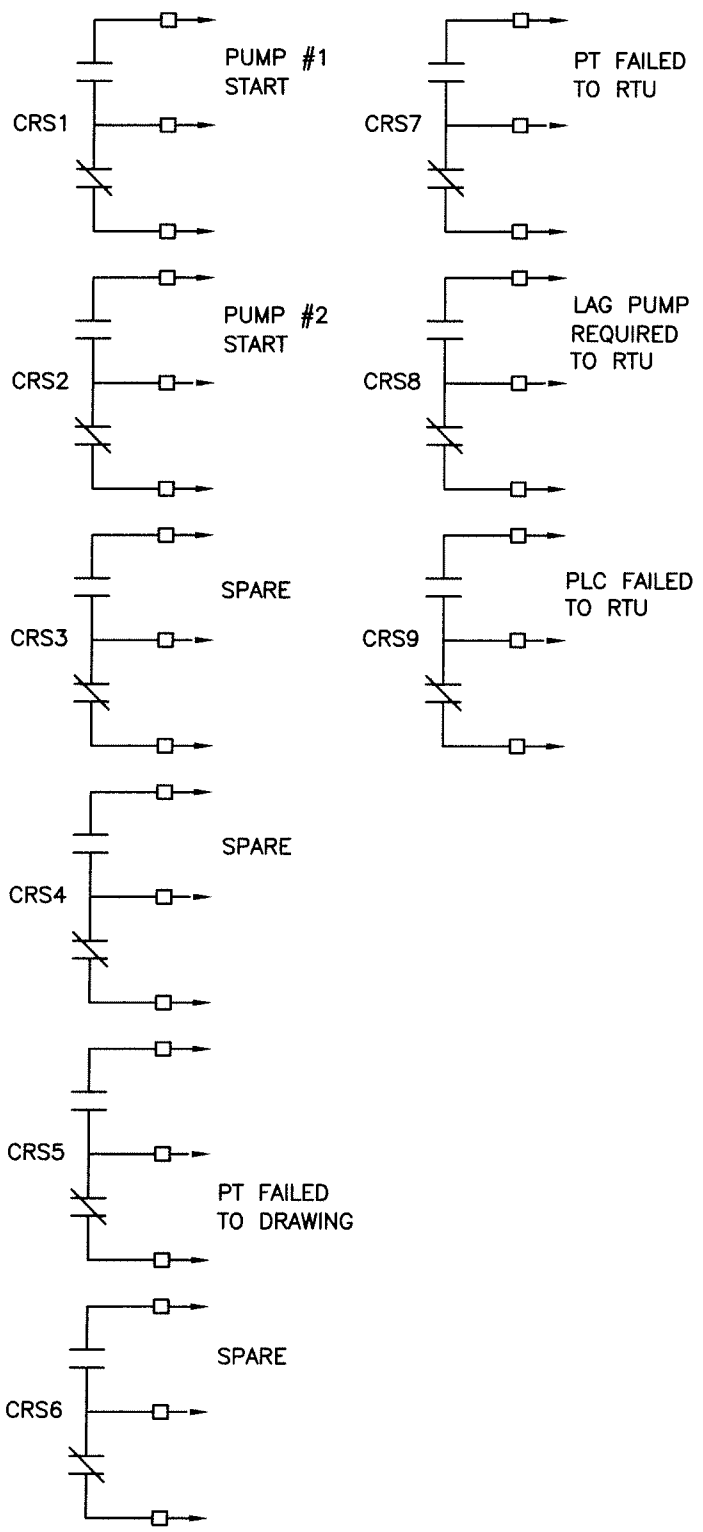 PUMP #1
START
CRS1
PUMP #2
START
CRS2
SPARE
CRS3
SPARE
CRS4
CRS5
PT FAILED
TO DRAWING
SPARE
CRS6
PT FAILED
TO RTU
CRS7
LAG PUMP
REQUIRED
TO RTU
CRS8
PLC FAILED
TO RTU
CRS9